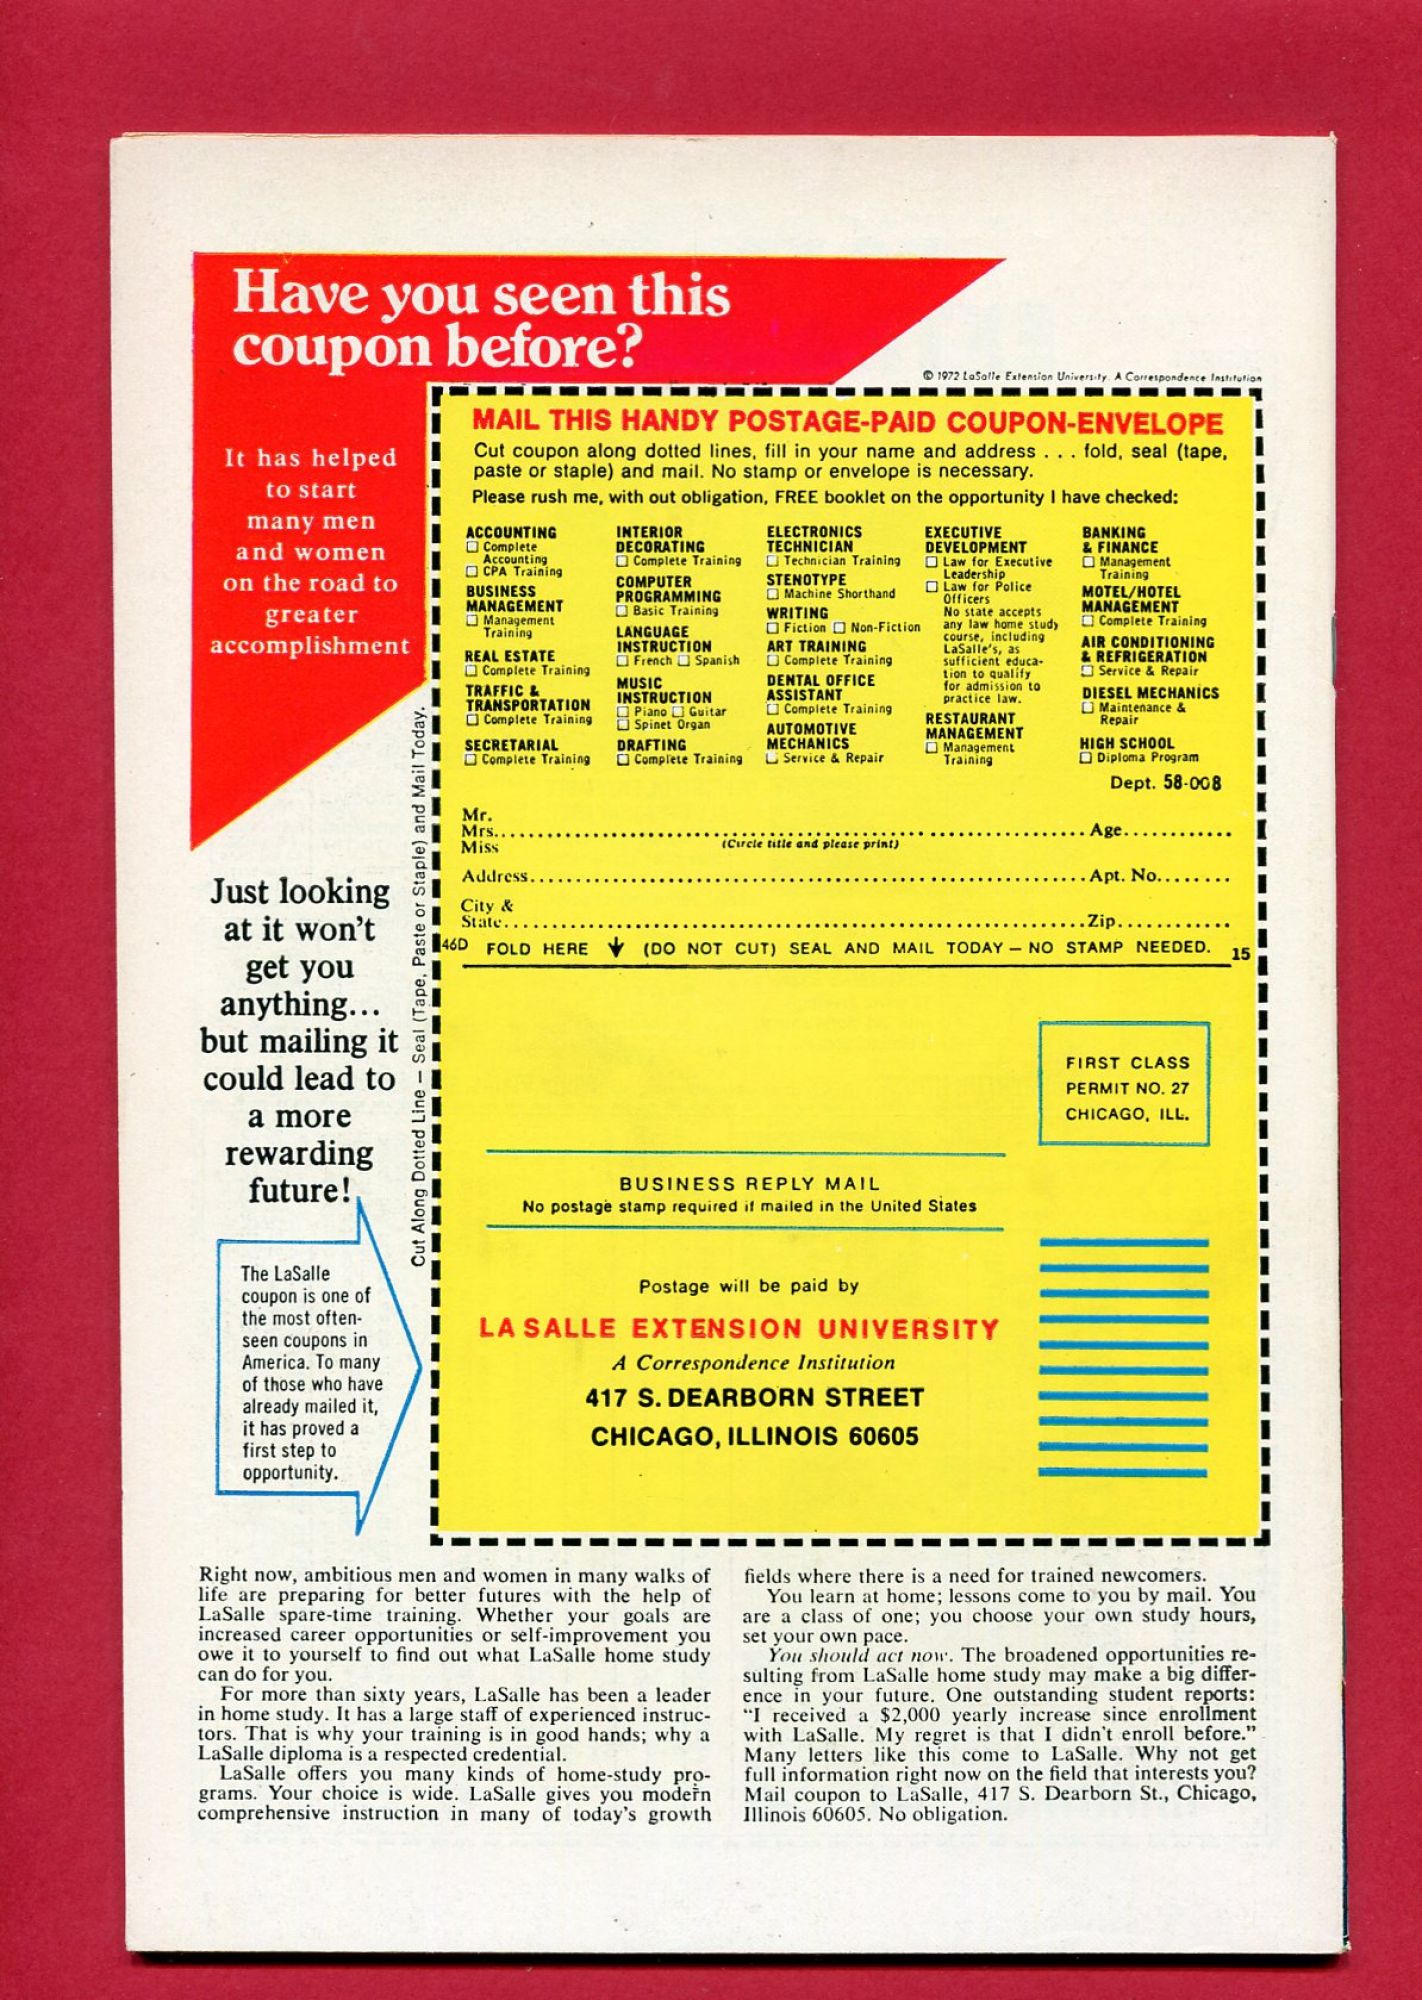 Have you seen this
coupon before?
It has helped
to start
many men
and women
on the road to
greater
accomplishment
Just looking
at it won't
get you
anything...
but mailing it
could lead to
a more
rewarding
future!
The LaSalle
coupon is one of
the most often-
seen coupons in
America. To many
of those who have
already mailed it,
it has proved a
first step to
opportunity.
Cut Along Dotted Line — Seal (Tape, Paste or Staple) and Mail Today.
© 1972 LaSalle Extension University. A Correspondence Institution
MAIL THIS HANDY POSTAGE-PAID COUPON-ENVELOPE
Cut coupon along dotted lines, fill in your name and address . . . fold, seal (tape,
paste or staple) and mail. No stamp or envelope is necessary.
Please rush me, with out obligation, FREE booklet on the opportunity I have checked:
ACCOUNTING
☐ Complete
Accounting
☐ CPA Training
BUSINESS
MANAGEMENT
☐ Management
Training
REAL ESTATE
☐ Complete Training
TRAFFIC &
TRANSPORTATION
☐ Complete Training
SECRETARIAL
☐ Complete Training
INTERIOR
DECORATING
☐ Complete Training
COMPUTER
PROGRAMMING
☐ Basic Training
LANGUAGE
INSTRUCTION
☐ French ☐ Spanish
MUSIC
INSTRUCTION
☐ Piano ☐ Guitar
☐ Spinet Organ
DRAFTING
☐ Complete Training
ELECTRONICS
TECHNICIAN
☐ Technician Training
STENOTYPE
☐ Machine Shorthand
WRITING
☐ Fiction ☐ Non-Fiction
ART TRAINING
☐ Complete Training
DENTAL OFFICE
ASSISTANT
☐ Complete Training
AUTOMOTIVE
MECHANICS
☐ Service & Repair
EXECUTIVE
DEVELOPMENT
☐ Law for Executive
Leadership
☐ Law for Police
Officers
No state accepts
any law home study
course, including
LaSalle's, as
sufficient educa-
tion to qualify
for admission to
practice law.
RESTAURANT
MANAGEMENT
☐ Management
Training
BANKING
& FINANCE
☐ Management
Training
MOTEL/HOTEL
MANAGEMENT
☐ Complete Training
AIR CONDITIONING
& REFRIGERATION
☐ Service & Repair
DIESEL MECHANICS
☐ Maintenance &
Repair
HIGH SCHOOL
☐ Diploma Program
Dept. 58-008
Mr.
Mrs. Age
Miss
(Circle title and please print)
Address Apt. No.
City &
State Zip
46D FOLD HERE ↓ (DO NOT CUT) SEAL AND MAIL TODAY — NO STAMP NEEDED. 15
FIRST CLASS
PERMIT NO. 27
CHICAGO, ILL.
BUSINESS REPLY MAIL
No postage stamp required if mailed in the United States
Postage will be paid by
LA SALLE EXTENSION UNIVERSITY
A Correspondence Institution
417 S. DEARBORN STREET
CHICAGO, ILLINOIS 60605
Right now, ambitious men and women in many walks of
life are preparing for better futures with the help of
LaSalle spare-time training. Whether your goals are
increased career opportunities or self-improvement you
owe it to yourself to find out what LaSalle home study
can do for you.
For more than sixty years, LaSalle has been a leader
in home study. It has a large staff of experienced instruc-
tors. That is why your training is in good hands; why a
LaSalle diploma is a respected credential.
LaSalle offers you many kinds of home-study pro-
grams. Your choice is wide. LaSalle gives you modern
comprehensive instruction in many of today's growth
fields where there is a need for trained newcomers.
You learn at home; lessons come to you by mail. You
are a class of one; you choose your own study hours,
set your own pace.
You should act now. The broadened opportunities re-
sulting from LaSalle home study may make a big differ-
ence in your future. One outstanding student reports:
"I received a $2,000 yearly increase since enrollment
with LaSalle. My regret is that I didn't enroll before."
Many letters like this come to LaSalle. Why not get
full information right now on the field that interests you?
Mail coupon to LaSalle, 417 S. Dearborn St., Chicago,
Illinois 60605. No obligation.